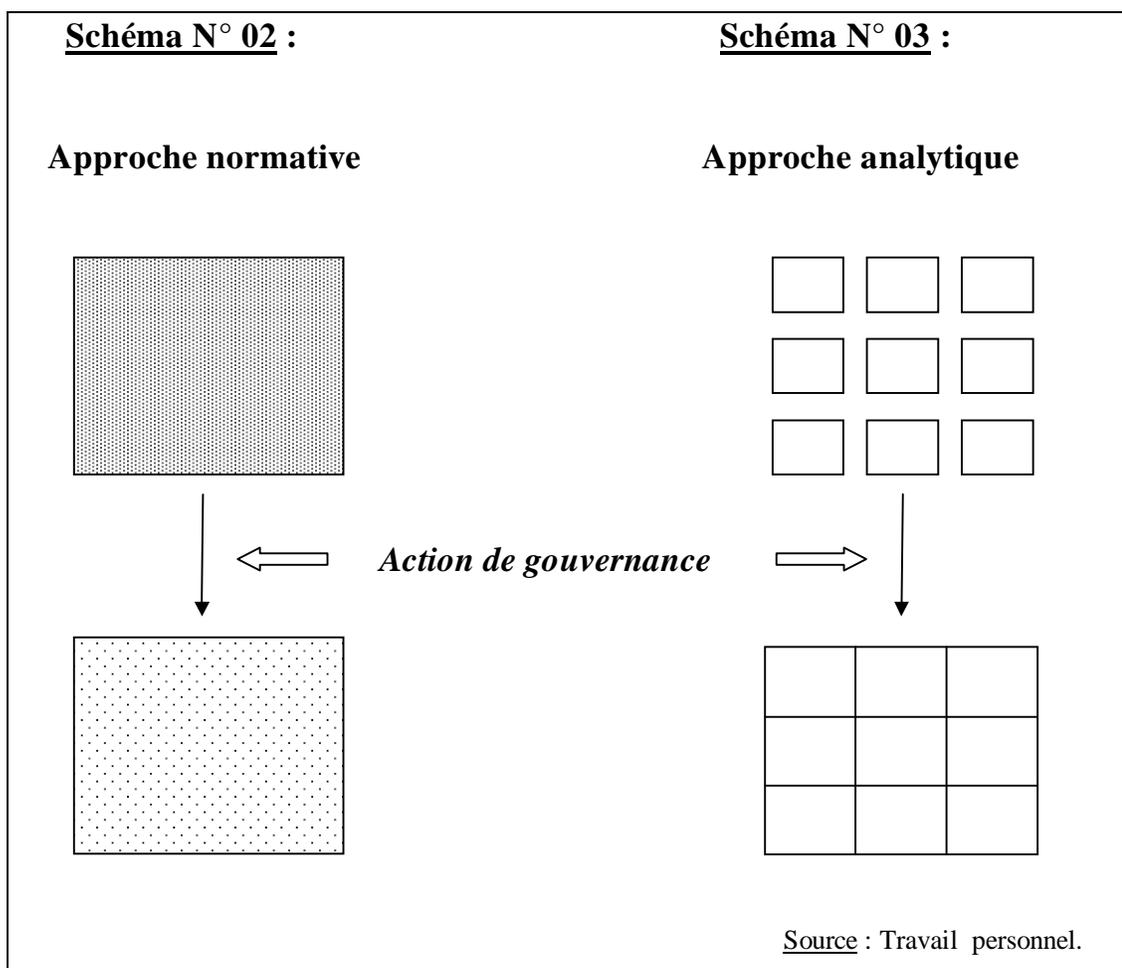 Schéma N° 02 :
Schéma N° 03 :
Approche normative
Approche analytique
Action de gouvernance
Source : Travail personnel.